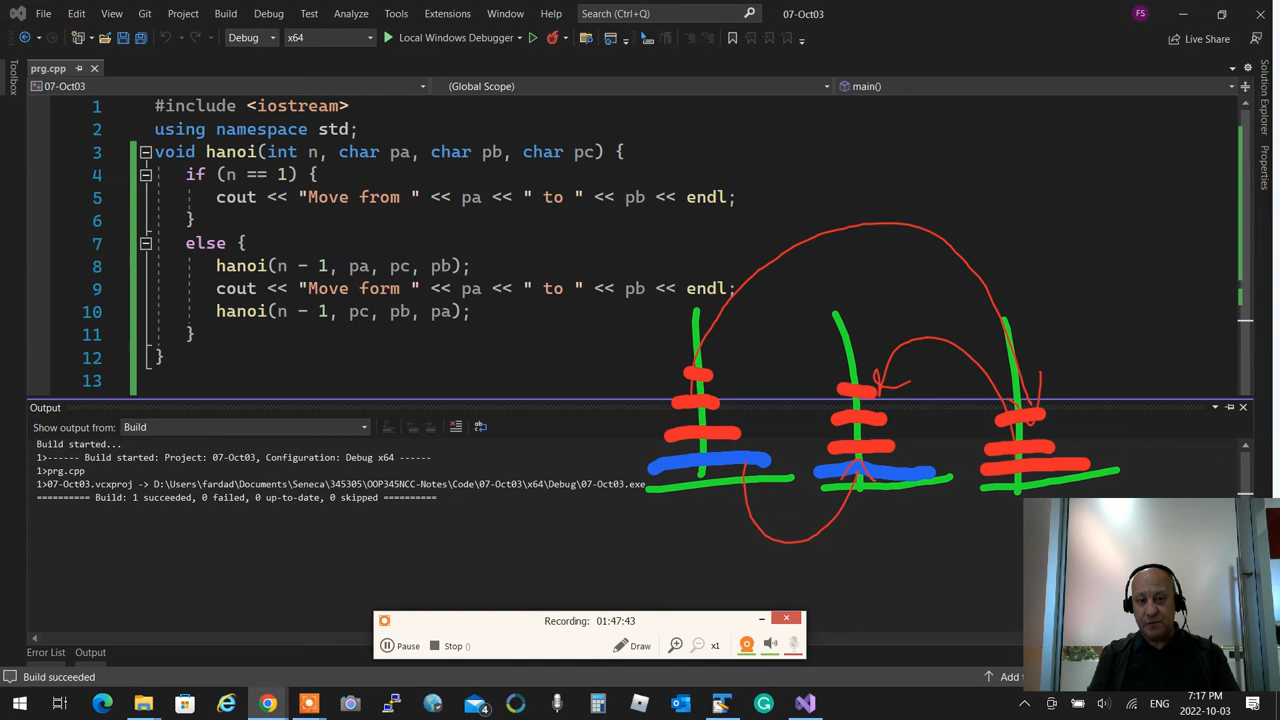 File Edit View Git Project Build Debug Test Analyze Tools Extensions Window Help Search (Ctrl+Q) 07-Oct03 FS
Debug x64 Local Windows Debugger Live Share
prg.cpp
07-Oct03 (Global Scope) main()
Toolbox
Solution Explorer
Properties
1 #include <iostream>
2 using namespace std;
3 void hanoi(int n, char pa, char pb, char pc) {
4 if (n == 1) {
5 cout << "Move from " << pa << " to " << pb << endl;
6 }
7 else {
8 hanoi(n - 1, pa, pc, pb);
9 cout << "Move form " << pa << " to " << pb << endl;
10 hanoi(n - 1, pc, pb, pa);
11 }
12 }
13
Output
Show output from: Build
Build started...
1>------ Build started: Project: 07-Oct03, Configuration: Debug x64 ------
1>prg.cpp
1>07-Oct03.vcxproj -> D:\Users\fardad\Documents\Seneca\345305\OOP345NCC-Notes\Code\07-Oct03\x64\Debug\07-Oct03.exe
========== Build: 1 succeeded, 0 failed, 0 up-to-date, 0 skipped ==========
Recording: 01:47:43
Pause Stop () Draw x1
Error List Output
Build succeeded Add to
4 ENG 7:17 PM
2022-10-03